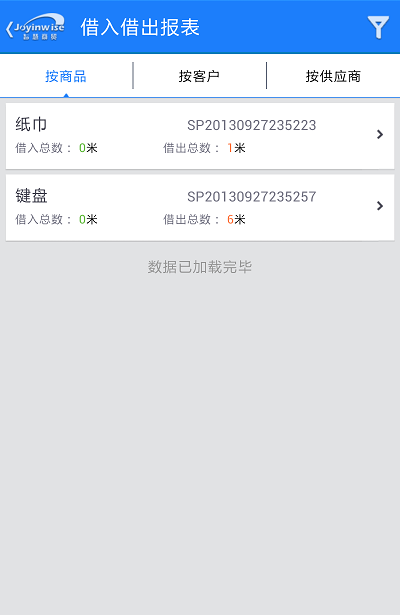 Joyinwise
智慧商贸
借入借出报表
按商品 按客户 按供应商
纸巾 SP20130927235223
借入总数：0米 借出总数：1米
键盘 SP20130927235257
借入总数：0米 借出总数：6米
数据已加载完毕